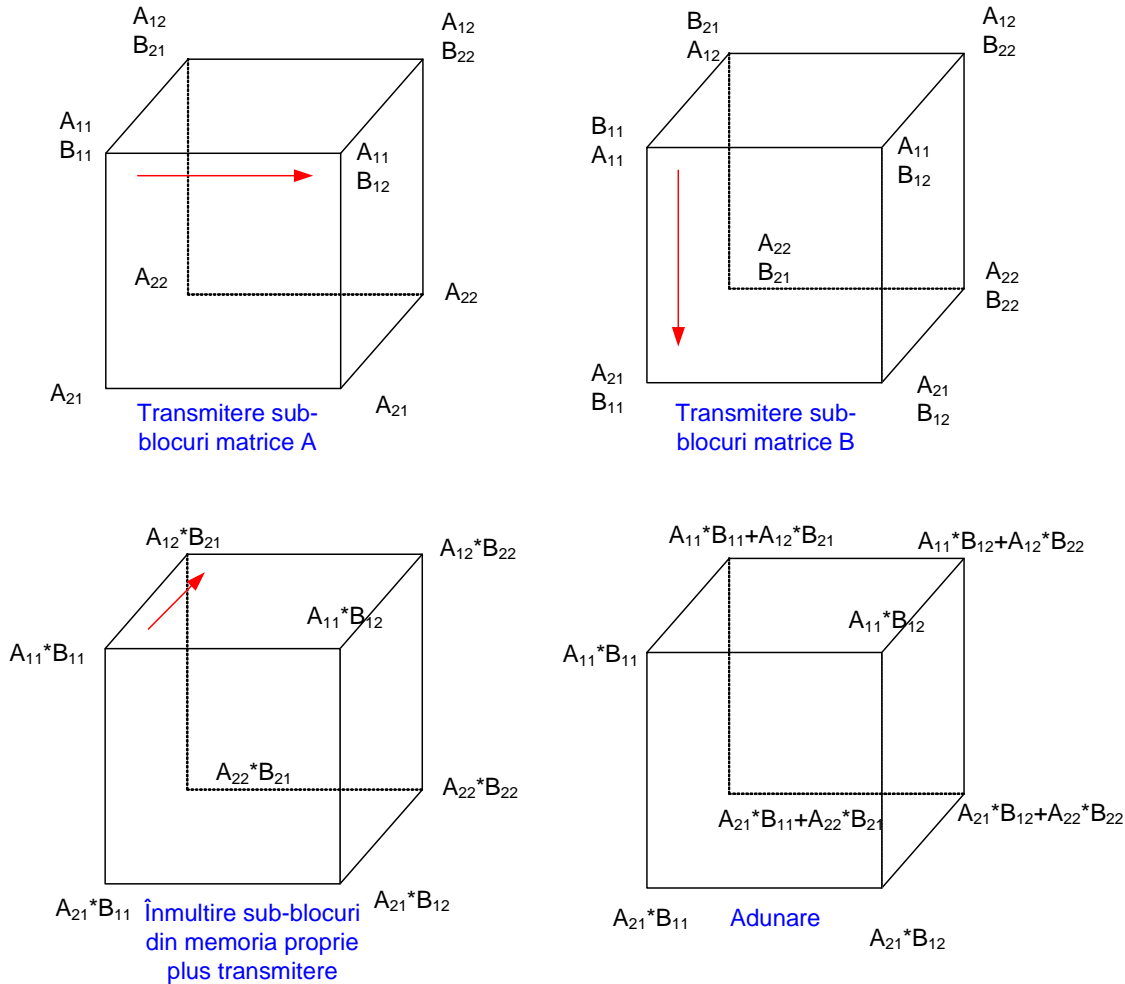 A12
B21
A12
B22
A11
B11
A11
B12
A22
A22
A21
A21
Transmitere sub-
blocuri matrice A
B21
A12
A12
B22
B11
A11
A11
B12
A22
B21
A22
B22
A21
B11
A21
B12
Transmitere sub-
blocuri matrice B
A12*B21
A12*B22
A11*B12
A11*B11
A22*B21
A22*B22
A21*B11
A21*B12
Înmultire sub-blocuri
din memoria proprie
plus transmitere
A11*B11+A12*B21
A11*B12+A12*B22
A11*B12
A11*B11
A21*B11+A22*B21
A21*B12+A22*B22
A21*B11
A21*B12
Adunare